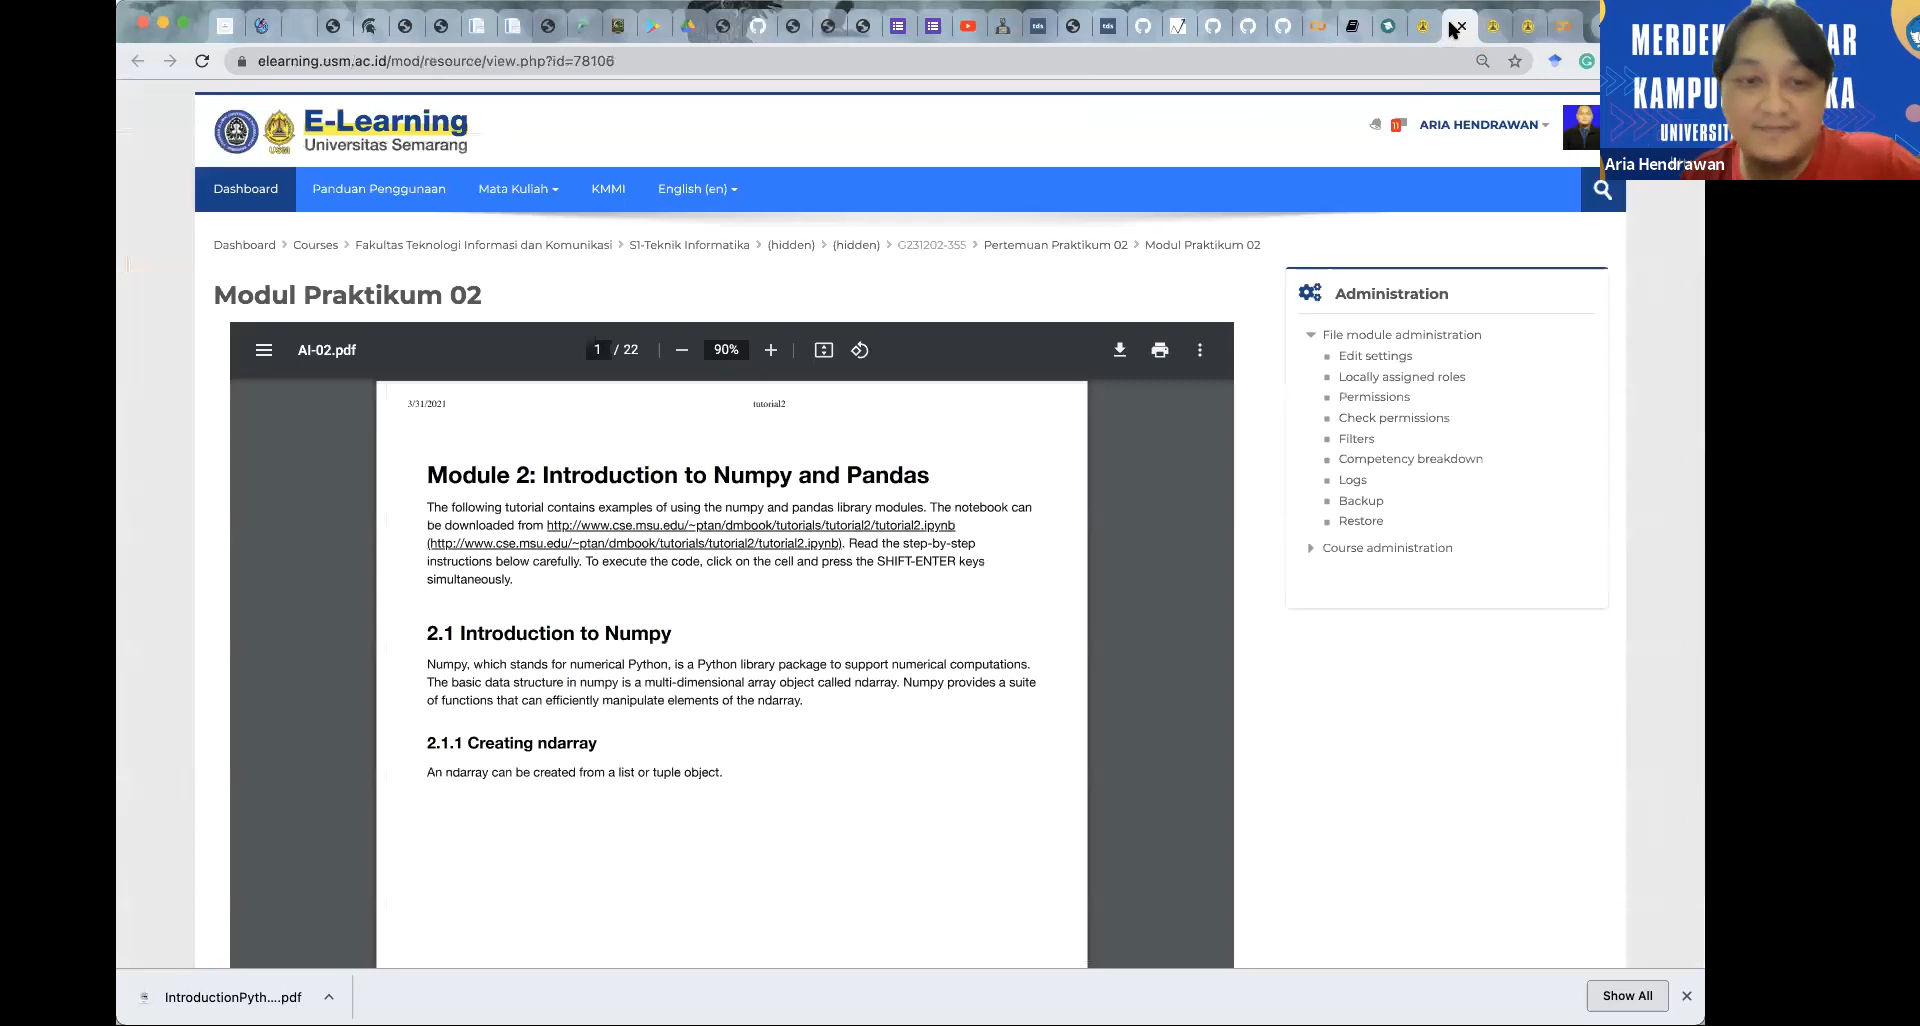 elearning.usm.ac.id/mod/resource/view.php?id=78106
E-Learning
Universitas Semarang
USM
11
ARIA HENDRAWAN
Aria Hendrawan
UNIVERSIT
Dashboard
Panduan Penggunaan
Mata Kuliah
KMMI
English (en)
Dashboard > Courses > Fakultas Teknologi Informasi dan Komunikasi > S1-Teknik Informatika > (hidden) > (hidden) > G231202-355 > Pertemuan Praktikum 02 > Modul Praktikum 02
Modul Praktikum 02
AI-02.pdf
1 / 22
90%
3/31/2021
tutorial2
Module 2: Introduction to Numpy and Pandas
The following tutorial contains examples of using the numpy and pandas library modules. The notebook can
be downloaded from http://www.cse.msu.edu/~ptan/dmbook/tutorials/tutorial2/tutorial2.ipynb
(http://www.cse.msu.edu/~ptan/dmbook/tutorials/tutorial2/tutorial2.ipynb). Read the step-by-step
instructions below carefully. To execute the code, click on the cell and press the SHIFT-ENTER keys
simultaneously.
2.1 Introduction to Numpy
Numpy, which stands for numerical Python, is a Python library package to support numerical computations.
The basic data structure in numpy is a multi-dimensional array object called ndarray. Numpy provides a suite
of functions that can efficiently manipulate elements of the ndarray.
2.1.1 Creating ndarray
An ndarray can be created from a list or tuple object.
Administration
File module administration
Edit settings
Locally assigned roles
Permissions
Check permissions
Filters
Competency breakdown
Logs
Backup
Restore
Course administration
IntroductionPyth....pdf
Show All